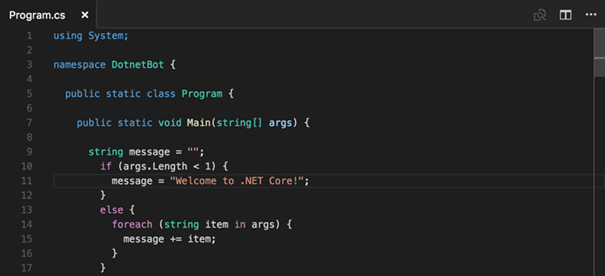 Program.cs
1 using System;
2
3 namespace DotnetBot {
4
5 public static class Program {
6
7 public static void Main(string[] args) {
8
9 string message = "";
10 if (args.Length < 1) {
11 message = "Welcome to .NET Core!";
12 }
13 else {
14 foreach (string item in args) {
15 message += item;
16 }
17 }